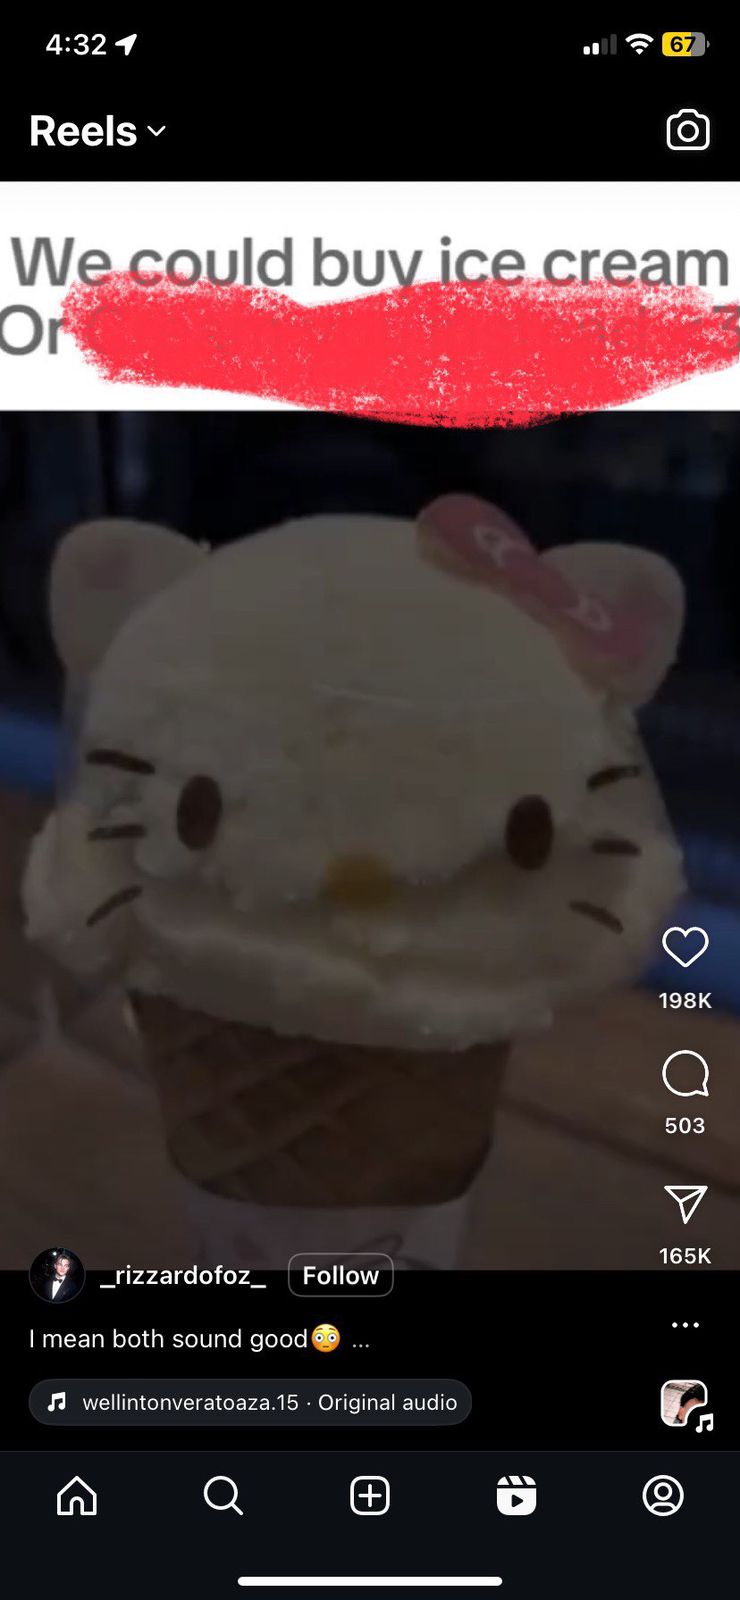 4:32
67
Reels
We could buy ice cream
Or
198K
503
165K
_rizzardofoz_
Follow
I mean both sound good😳 ...
wellintonveratoaza.15 · Original audio